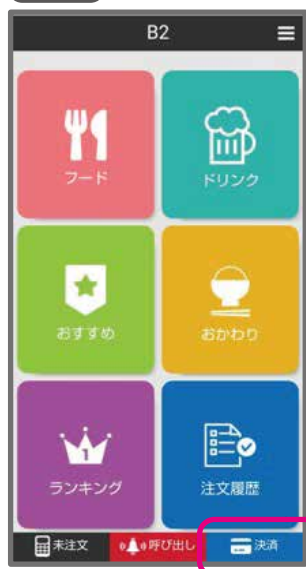 B2
フード
ドリンク
おすすめ
おかわり
1
ランキング
注文履歴
未注文
呼び出し
決済